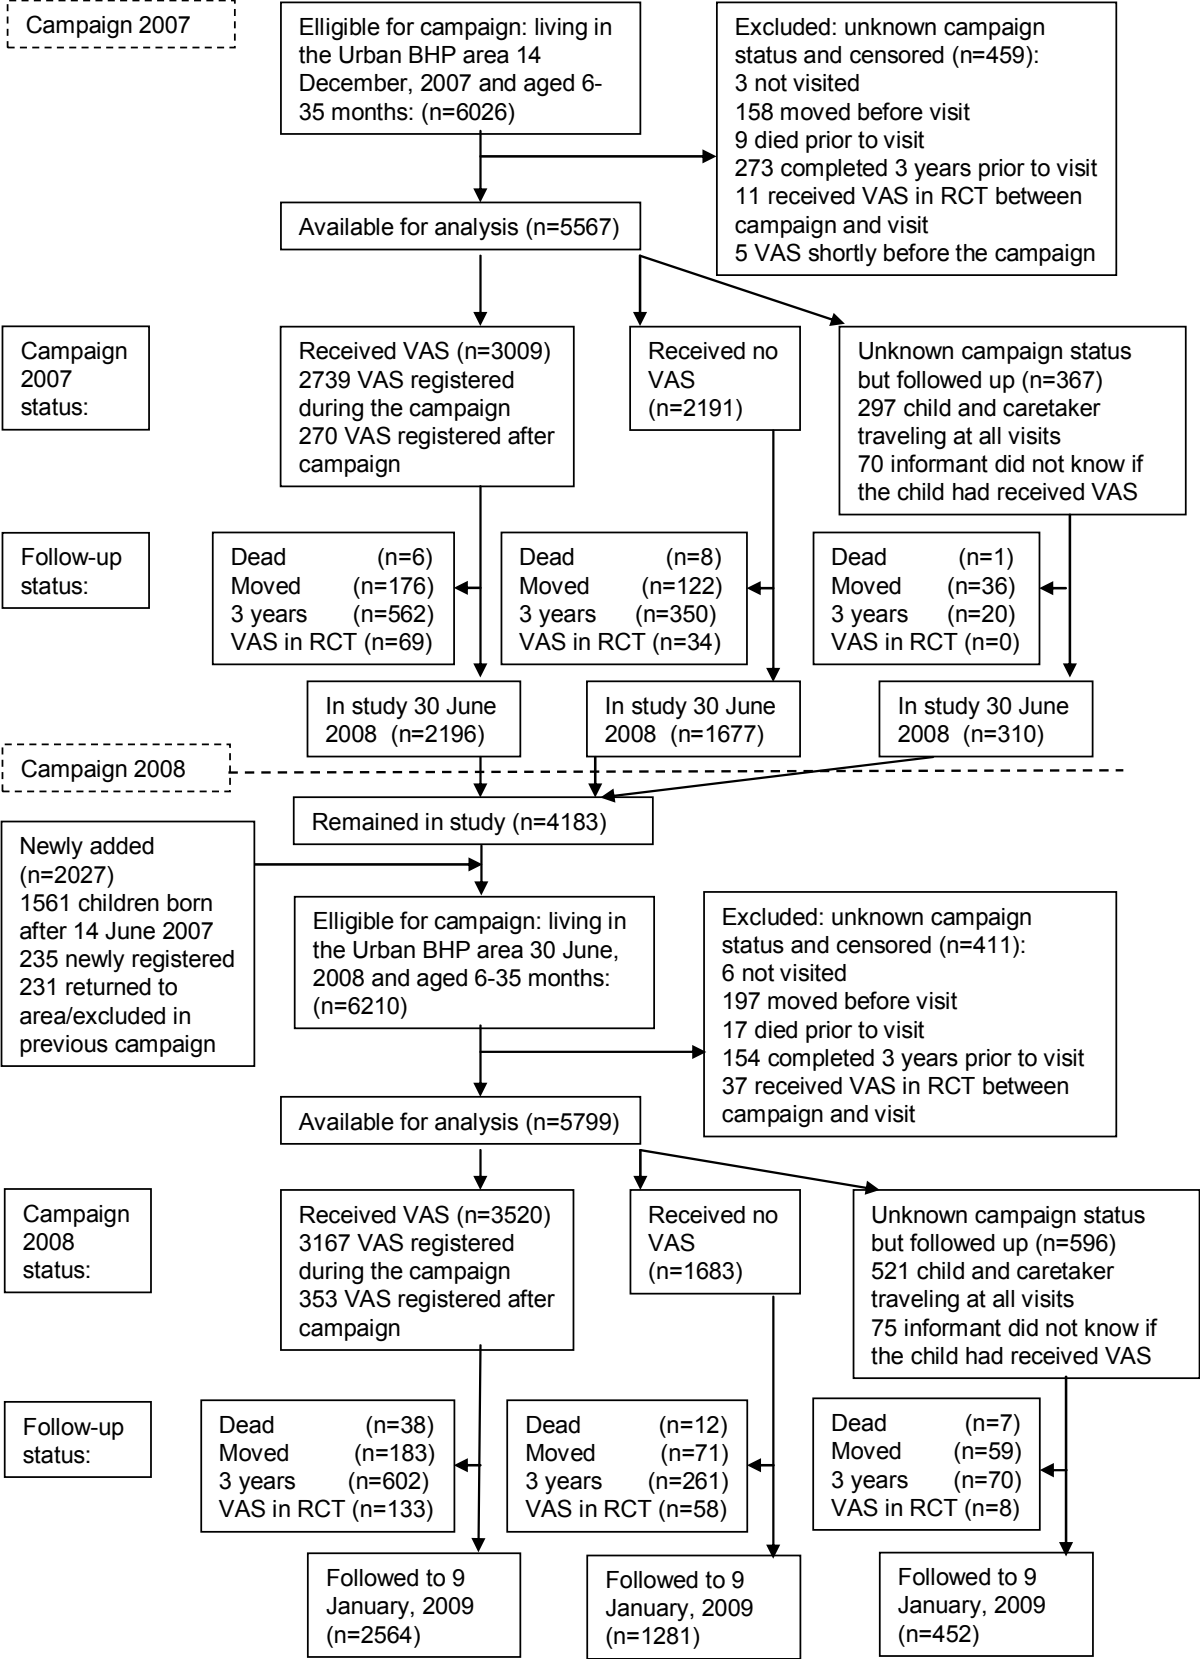 Campaign 2007
Elligible for campaign: living in
the Urban BHP area 14
December, 2007 and aged 6-
35 months: (n=6026)
Excluded: unknown campaign
status and censored (n=459):
3 not visited
158 moved before visit
9 died prior to visit
273 completed 3 years prior to visit
11 received VAS in RCT between
campaign and visit
5 VAS shortly before the campaign
Available for analysis (n=5567)
Campaign
2007
status:
Received VAS (n=3009)
2739 VAS registered
during the campaign
270 VAS registered after
campaign
Received no
VAS
(n=2191)
Unknown campaign status
but followed up (n=367)
297 child and caretaker
traveling at all visits
70 informant did not know if
the child had received VAS
Follow-up
status:
Dead (n=6)
Moved (n=176)
3 years (n=562)
VAS in RCT (n=69)
Dead (n=8)
Moved (n=122)
3 years (n=350)
VAS in RCT (n=34)
Dead (n=1)
Moved (n=36)
3 years (n=20)
VAS in RCT (n=0)
In study 30 June
2008 (n=2196)
In study 30 June
2008 (n=1677)
In study 30 June
2008 (n=310)
Campaign 2008
Remained in study (n=4183)
Newly added
(n=2027)
1561 children born
after 14 June 2007
235 newly registered
231 returned to
area/excluded in
previous campaign
Elligible for campaign: living in
the Urban BHP area 30 June,
2008 and aged 6-35 months:
(n=6210)
Excluded: unknown campaign
status and censored (n=411):
6 not visited
197 moved before visit
17 died prior to visit
154 completed 3 years prior to visit
37 received VAS in RCT between
campaign and visit
Available for analysis (n=5799)
Campaign
2008
status:
Received VAS (n=3520)
3167 VAS registered
during the campaign
353 VAS registered after
campaign
Received no
VAS
(n=1683)
Unknown campaign status
but followed up (n=596)
521 child and caretaker
traveling at all visits
75 informant did not know if
the child had received VAS
Follow-up
status:
Dead (n=38)
Moved (n=183)
3 years (n=602)
VAS in RCT (n=133)
Dead (n=12)
Moved (n=71)
3 years (n=261)
VAS in RCT (n=58)
Dead (n=7)
Moved (n=59)
3 years (n=70)
VAS in RCT (n=8)
Followed to 9
January, 2009
(n=2564)
Followed to 9
January, 2009
(n=1281)
Followed to 9
January, 2009
(n=452)